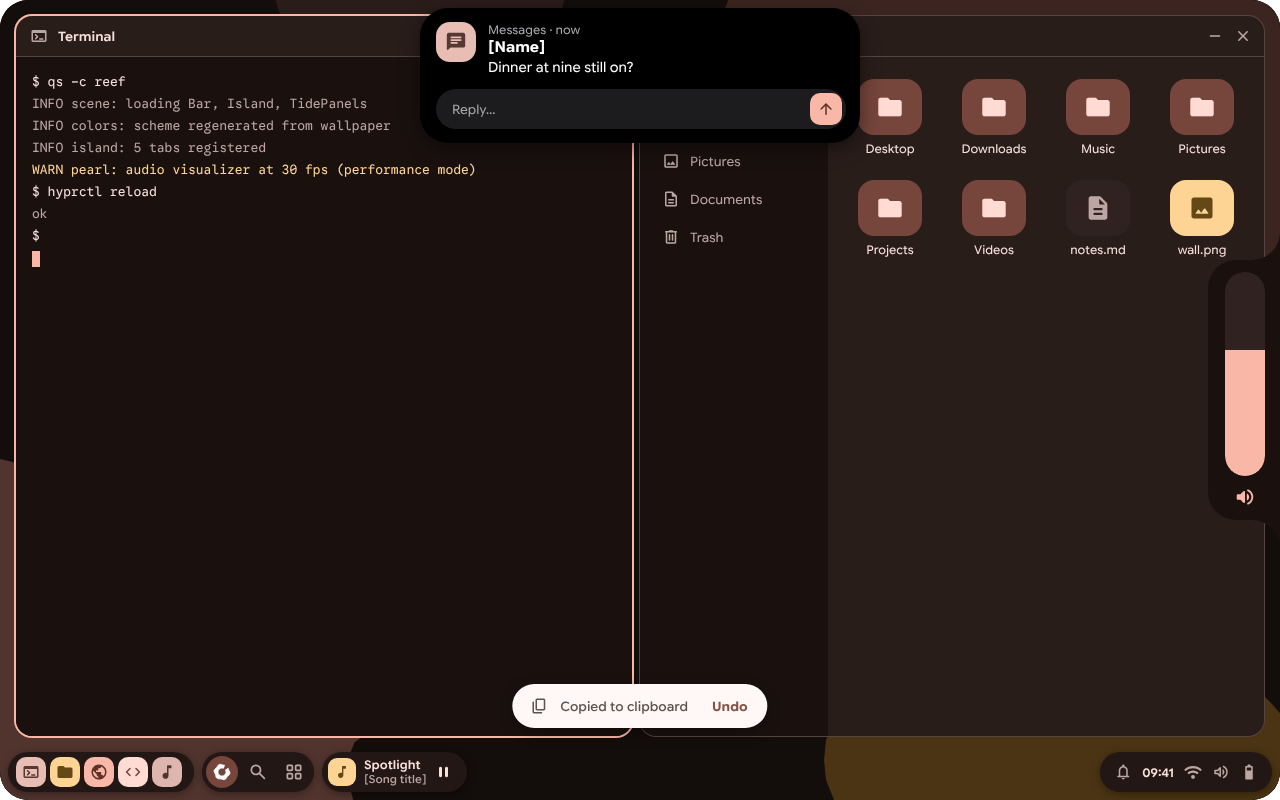 Terminal
$ qs -c reef
INFO scene: loading Bar, Island, TidePanels
INFO colors: scheme regenerated from wallpaper
INFO island: 5 tabs registered
WARN pearl: audio visualizer at 30 fps (performance mode)
$ hyprctl reload
ok
$
Messages · now
[Name]
Dinner at nine still on?
Reply...
Pictures
Documents
Trash
Desktop
Downloads
Music
Pictures
Projects
Videos
notes.md
wall.png
Copied to clipboard
Undo
Spotlight
[Song title]
09:41